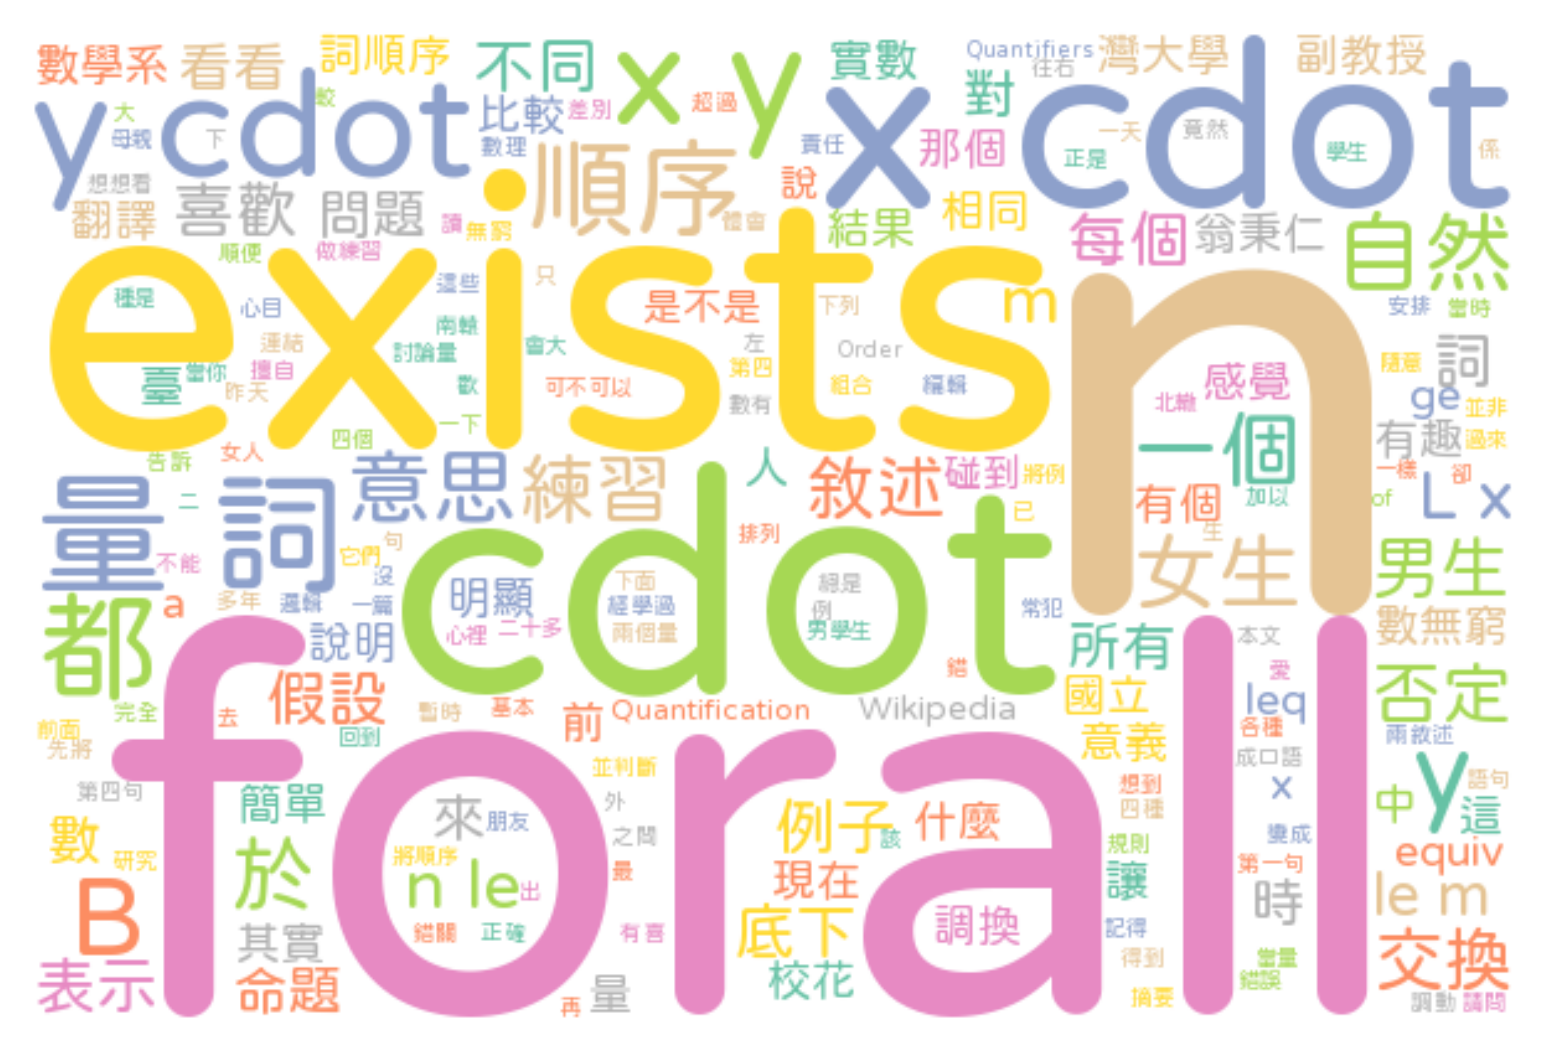 數學系 看看 詞順序 不同 x y 實數 Quantifiers 往右 灣大學 副教授
y cdot 大 母親 下 較 比較 差別 數理 超過 責任 x cdot 對 那個 一天 正是 竟然 學生 係
想想看 翻譯 喜歡 問題 讀 無窮 順序 體會 說 結果 相同 每個 翁秉仁 自然
順便 做練習 這些 只 exists 是不是 下列 m n 安排 當時
種是 心目 連結 南轅 討論量 會大 左 Order 第四 組合 編輯 數有
臺 當你 擅自 昨天 歡 可不可以 感覺 北轍 隨意 詞 ge 並非
女人 四個 一下 告訴 一個 有趣 過來 一樣 卻
量詞 二 意思 練習 人 敘述 碰到 將例 已 有個 加以 生 of L x
不能 它們 句 沒 cdot 排列 女生 男生
都 a 多年 邏輯 一篇 明顯 下面 經學過 兩個量 總是 例 男學生 常犯 數無窮
說明 心裡 二十多 錯 所有 本文 愛 否定
forall 假設 去 完全 回到 暫時 基本 前 Quantification Wikipedia 國立 leq 各種 兩敘述
前面 先將 並判斷 意義 成口語 y 語句
第四句 簡單 來 朋友 外 之間 例子 該 什麼 想到 四種 x 變成 中 這
數 研究 於 將順序 n le 出 最 現在 規則 讓 第一句 equiv
B 其實 錯關 正確 有喜 底下 調換 記得 時 le m
表示 命題 再 量 校花 得到 摘要 錯誤 交換 調動 請問